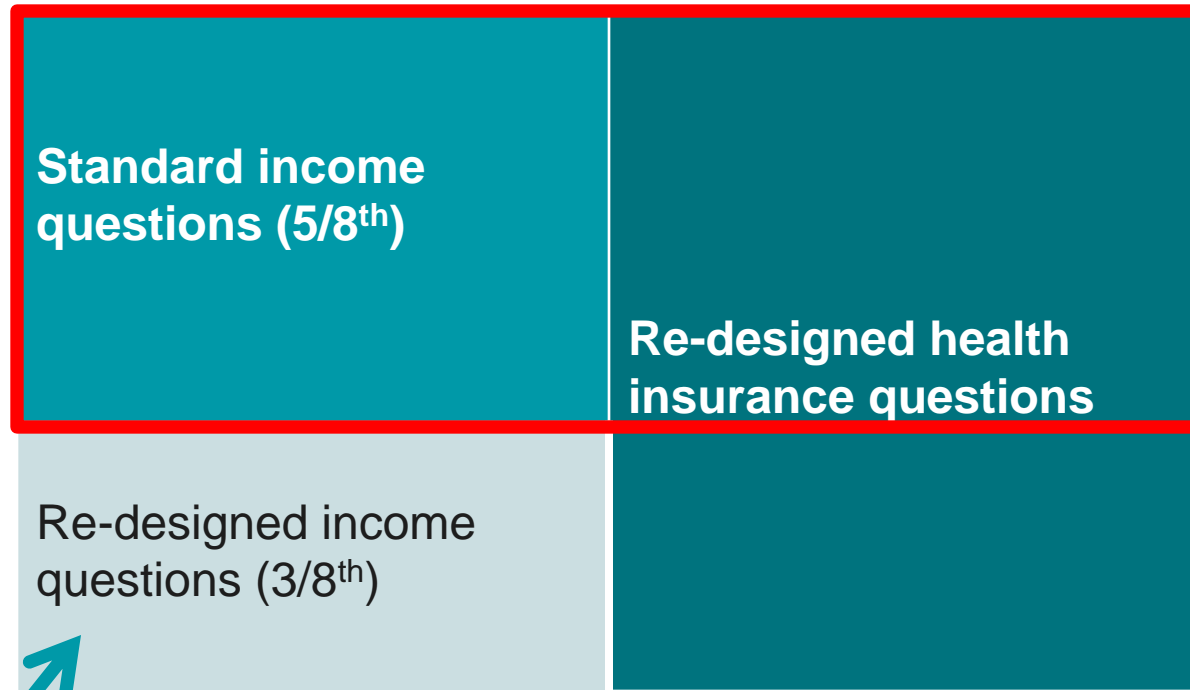 Standard income
questions (5/8th)
Re-designed health
insurance questions
Re-designed income
questions (3/8th)